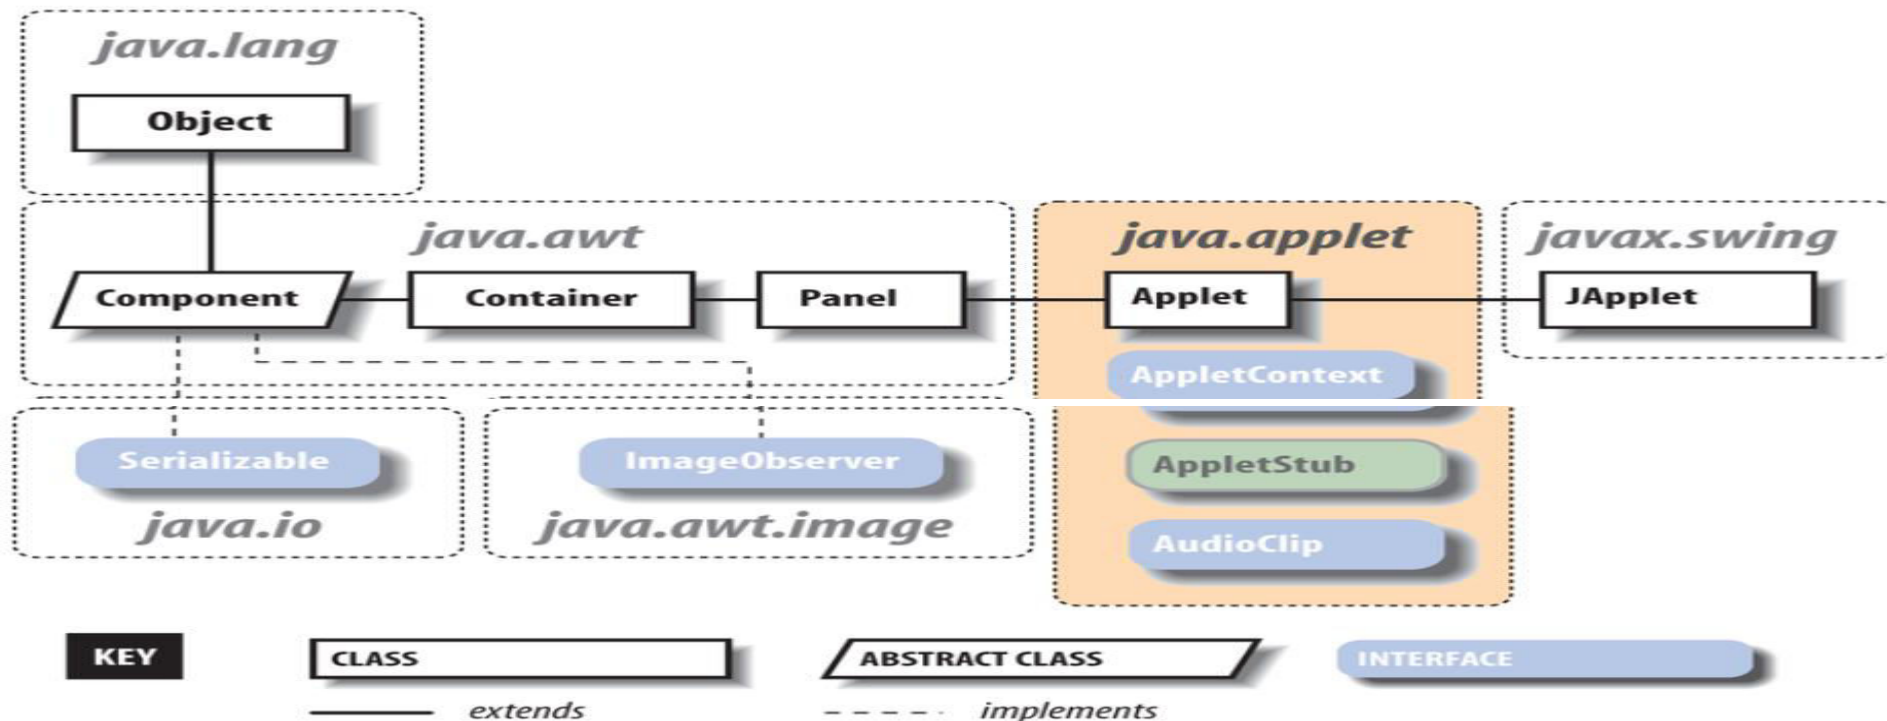 java.lang
Object
java.awt
java.applet
javax.swing
Component
Container
Panel
Applet
JApplet
AppletContext
Serializable
ImageObserver
AppletStub
java.io
java.awt.image
AudioClip
KEY
CLASS
ABSTRACT CLASS
INTERFACE
extends
implements